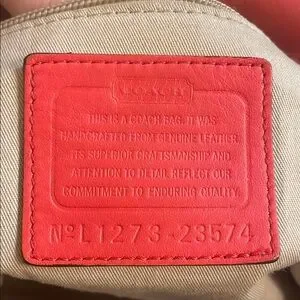 COACH
THIS IS A COACH BAG. IT WAS
HANDCRAFTED FROM GENUINE LEATHER.
ITS SUPERIOR CRAFTSMANSHIP AND
ATTENTION TO DETAIL REFLECT OUR
COMMITMENT TO ENDURING QUALITY.
Nº L1273-23574